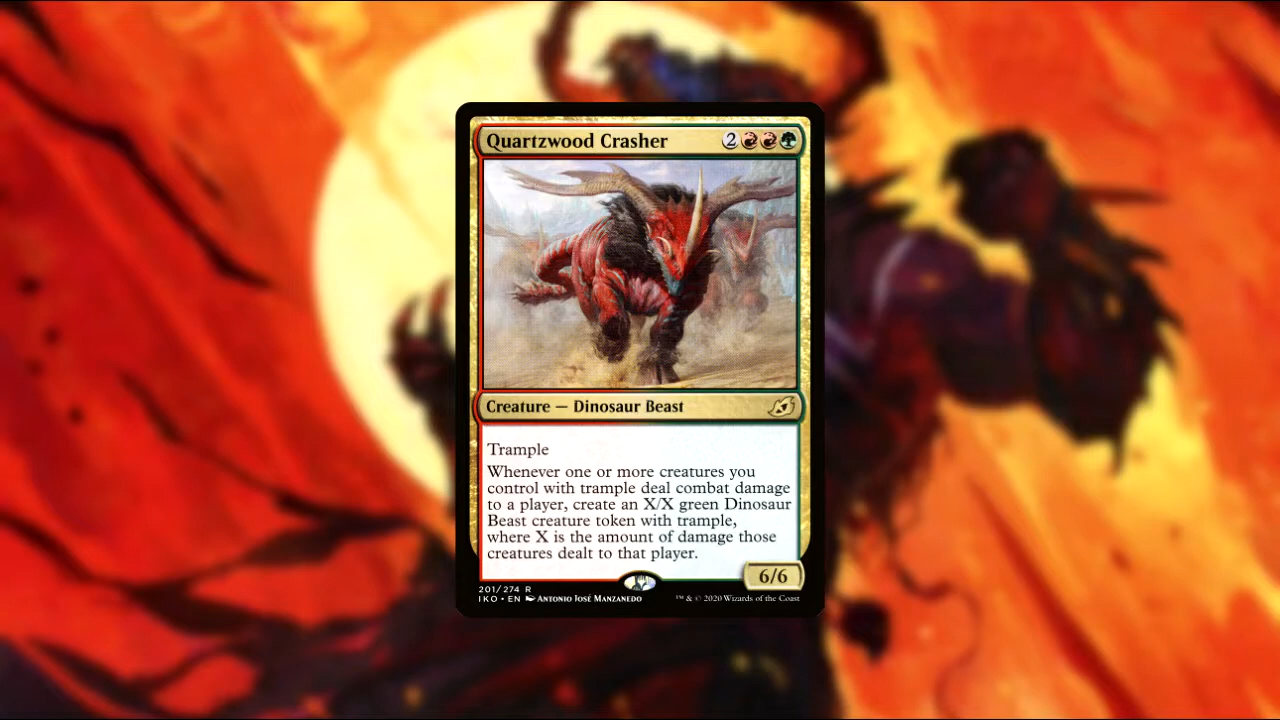 Quartzwood Crasher 2
Creature — Dinosaur Beast
Trample
Whenever one or more creatures you
control with trample deal combat damage
to a player, create an X/X green Dinosaur
Beast creature token with trample,
where X is the amount of damage those
creatures dealt to that player.
6/6
201/274 R
IKO • EN Antonio José Manzanedo ™ & © 2020 Wizards of the Coast